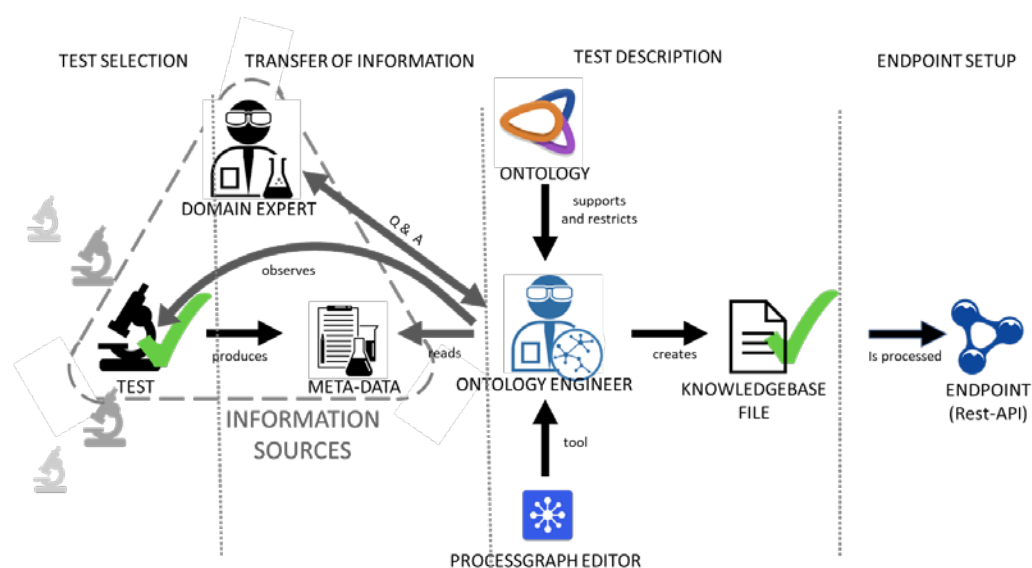 TEST SELECTION
TRANSFER OF INFORMATION
TEST DESCRIPTION
ENDPOINT SETUP
ONTOLOGY
DOMAIN EXPERT
supports
and restricts
Q & A
observes
produces
reads
creates
Is processed
TEST
META-DATA
ONTOLOGY ENGINEER
KNOWLEDGEBASE
FILE
ENDPOINT
(Rest-API)
INFORMATION
SOURCES
tool
PROCESSGRAPH EDITOR